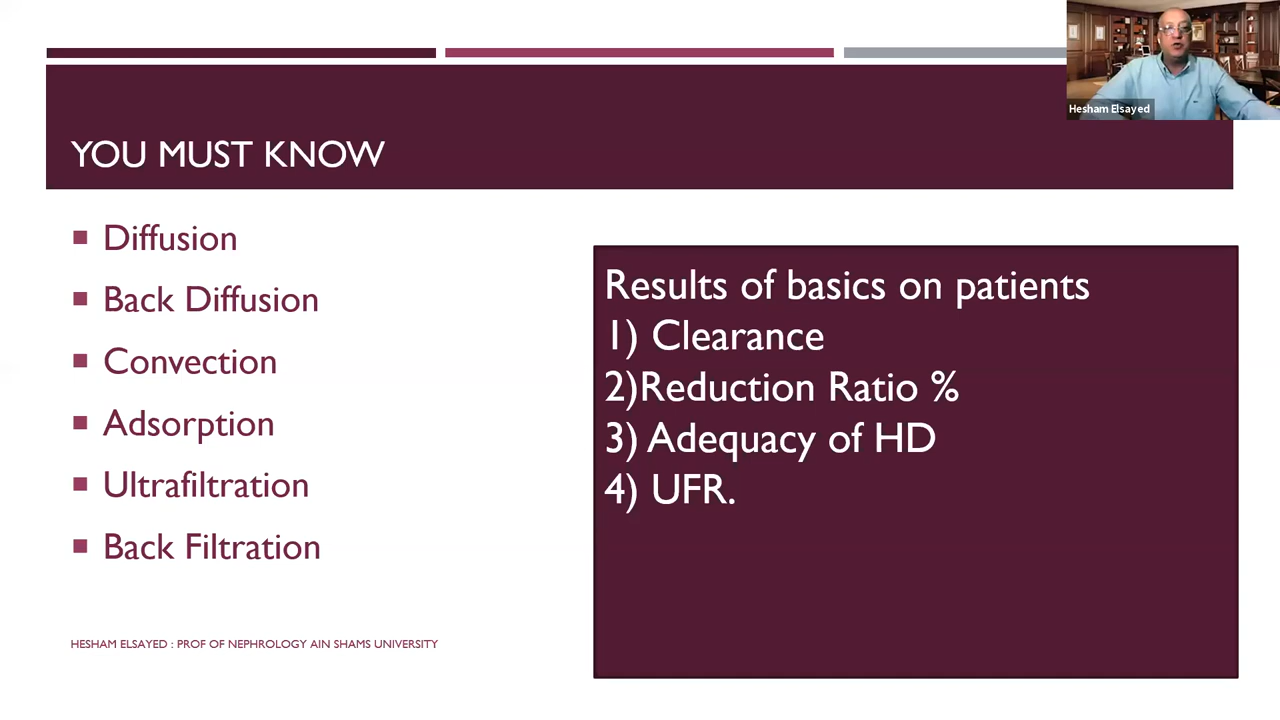 Hesham Elsayed
YOU MUST KNOW
Diffusion
Back Diffusion
Convection
Adsorption
Ultrafiltration
Back Filtration
Results of basics on patients
1) Clearance
2)Reduction Ratio %
3) Adequacy of HD
4) UFR.
HESHAM ELSAYED : PROF OF NEPHROLOGY AIN SHAMS UNIVERSITY